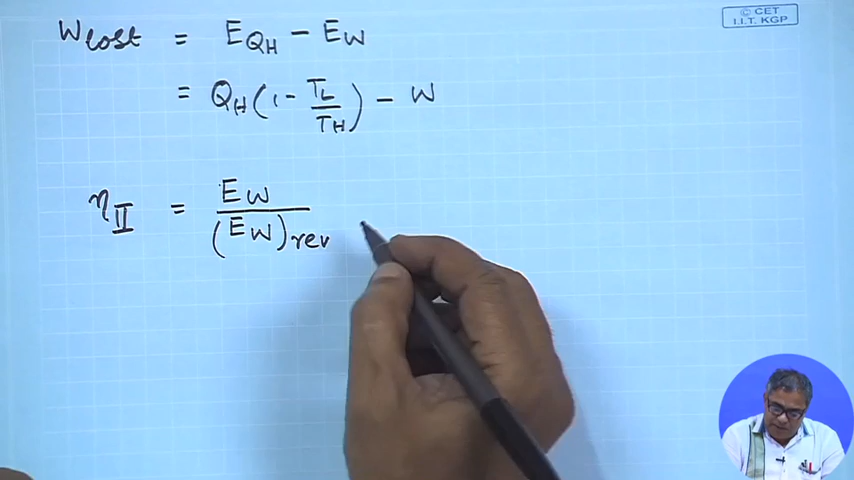 © CET
I.I.T. KGP
W_lost = E_QH - E_W
= Q_H (1 - T_L/T_H) - W
η_II = E_W/(E_W)_rev